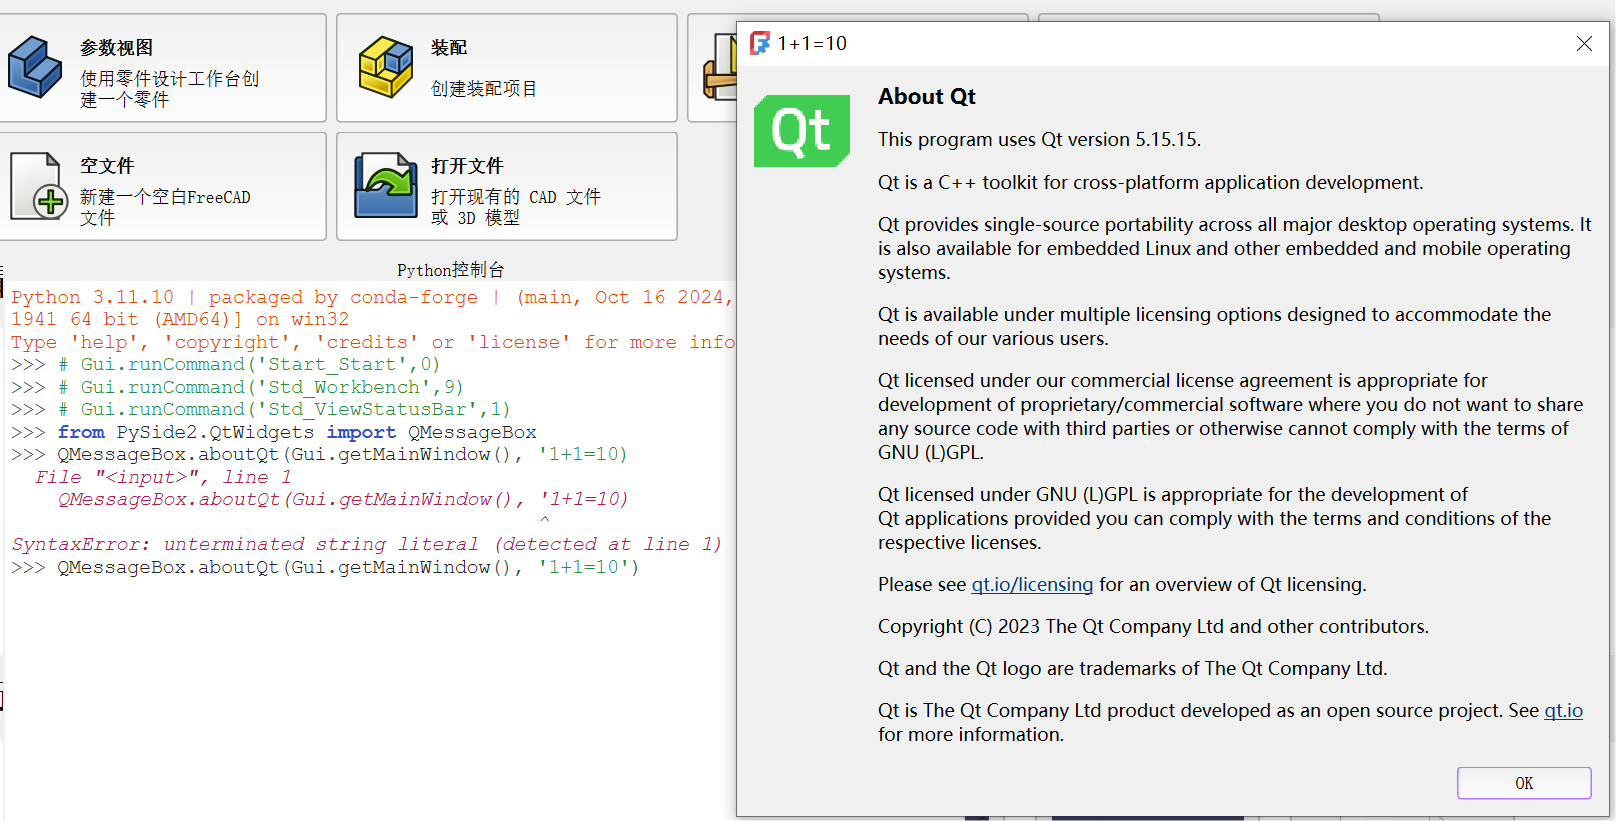 参数视图
使用零件设计工作台创
建一个零件
装配
创建装配项目
空文件
新建一个空白FreeCAD
文件
打开文件
打开现有的 CAD 文件
或 3D 模型
Python控制台
Python 3.11.10 | packaged by conda-forge | (main, Oct 16 2024,
1941 64 bit (AMD64)] on win32
Type 'help', 'copyright', 'credits' or 'license' for more info
>>> # Gui.runCommand('Start_Start',0)
>>> # Gui.runCommand('Std_Workbench',9)
>>> # Gui.runCommand('Std_ViewStatusBar',1)
>>> from PySide2.QtWidgets import QMessageBox
>>> QMessageBox.aboutQt(Gui.getMainWindow(), '1+1=10)
File "<input>", line 1
QMessageBox.aboutQt(Gui.getMainWindow(), '1+1=10)
^
SyntaxError: unterminated string literal (detected at line 1)
>>> QMessageBox.aboutQt(Gui.getMainWindow(), '1+1=10')
1+1=10
Qt
About Qt
This program uses Qt version 5.15.15.
Qt is a C++ toolkit for cross-platform application development.
Qt provides single-source portability across all major desktop operating systems. It
is also available for embedded Linux and other embedded and mobile operating
systems.
Qt is available under multiple licensing options designed to accommodate the
needs of our various users.
Qt licensed under our commercial license agreement is appropriate for
development of proprietary/commercial software where you do not want to share
any source code with third parties or otherwise cannot comply with the terms of
GNU (L)GPL.
Qt licensed under GNU (L)GPL is appropriate for the development of
Qt applications provided you can comply with the terms and conditions of the
respective licenses.
Please see qt.io/licensing for an overview of Qt licensing.
Copyright (C) 2023 The Qt Company Ltd and other contributors.
Qt and the Qt logo are trademarks of The Qt Company Ltd.
Qt is The Qt Company Ltd product developed as an open source project. See qt.io
for more information.
OK